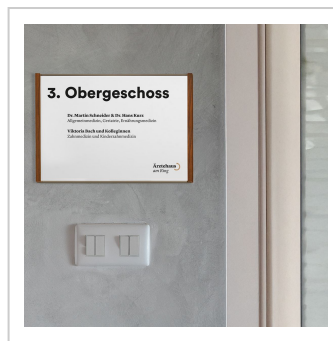 3. Obergeschoss
Dr. Martin Schneider & Dr. Hans Kurz
Allgemeinmedizin, Geriatrie, Ernährungsmedizin
Viktoria Bach und Kolleginnen
Zahnmedizin und Kinderzahnmedizin
Ärztehaus
am Ring